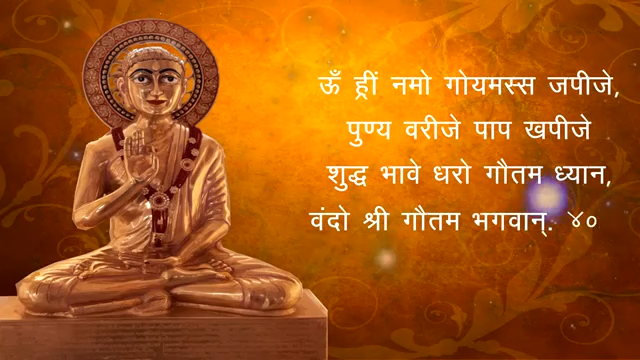 ऊँ ह्रीं नमो गोयमस्स जपीजे,
पुण्य वरीजे पाप खपीजे
शुद्ध भावे धरो गौतम ध्यान,
वंदो श्री गौतम भगवान्. ४०